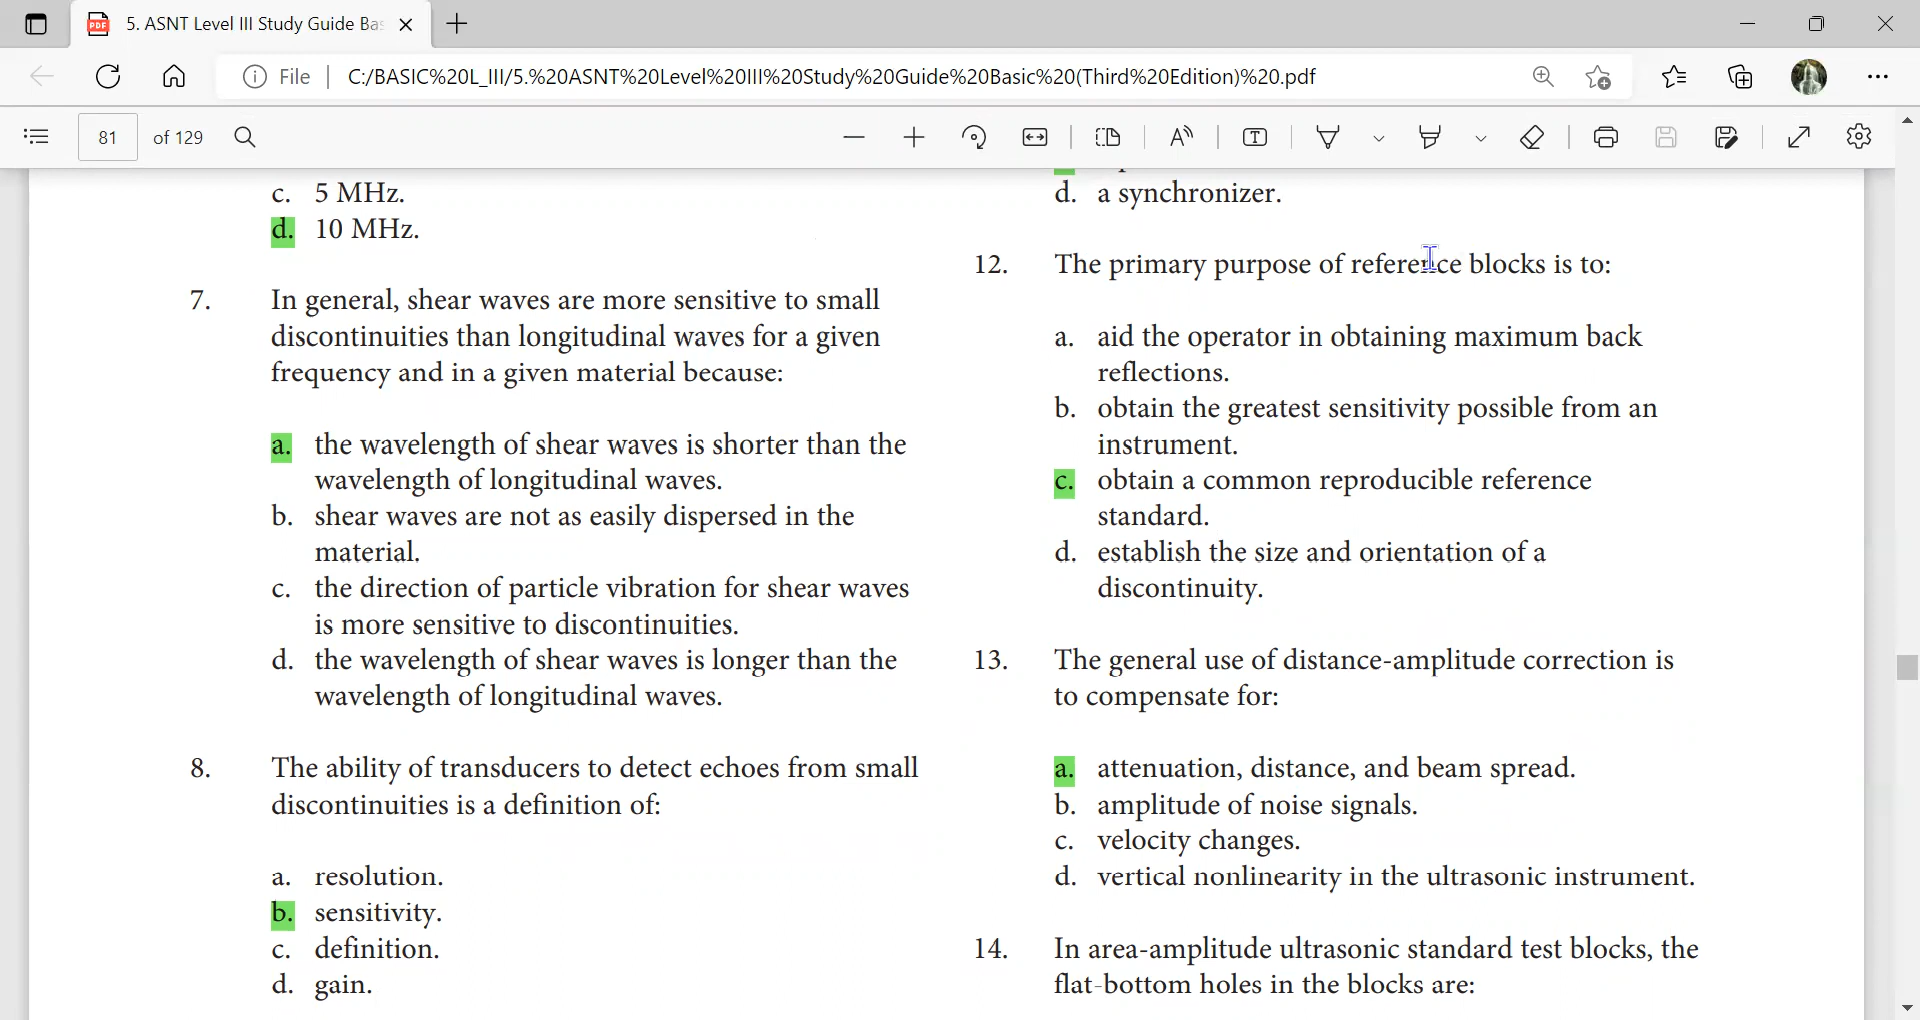 5. ASNT Level III Study Guide Ba
File
C:/BASIC%20L_III/5.%20ASNT%20Level%20III%20Study%20Guide%20Basic%20(Third%20Edition)%20.pdf
81 of 129
c. 5 MHz.
d. 10 MHz.
7. In general, shear waves are more sensitive to small
discontinuities than longitudinal waves for a given
frequency and in a given material because:
a. the wavelength of shear waves is shorter than the
wavelength of longitudinal waves.
b. shear waves are not as easily dispersed in the
material.
c. the direction of particle vibration for shear waves
is more sensitive to discontinuities.
d. the wavelength of shear waves is longer than the
wavelength of longitudinal waves.
8. The ability of transducers to detect echoes from small
discontinuities is a definition of:
a. resolution.
b. sensitivity.
c. definition.
d. gain.
d. a synchronizer.
12. The primary purpose of reference blocks is to:
a. aid the operator in obtaining maximum back
reflections.
b. obtain the greatest sensitivity possible from an
instrument.
c. obtain a common reproducible reference
standard.
d. establish the size and orientation of a
discontinuity.
13. The general use of distance-amplitude correction is
to compensate for:
a. attenuation, distance, and beam spread.
b. amplitude of noise signals.
c. velocity changes.
d. vertical nonlinearity in the ultrasonic instrument.
14. In area-amplitude ultrasonic standard test blocks, the
flat-bottom holes in the blocks are: